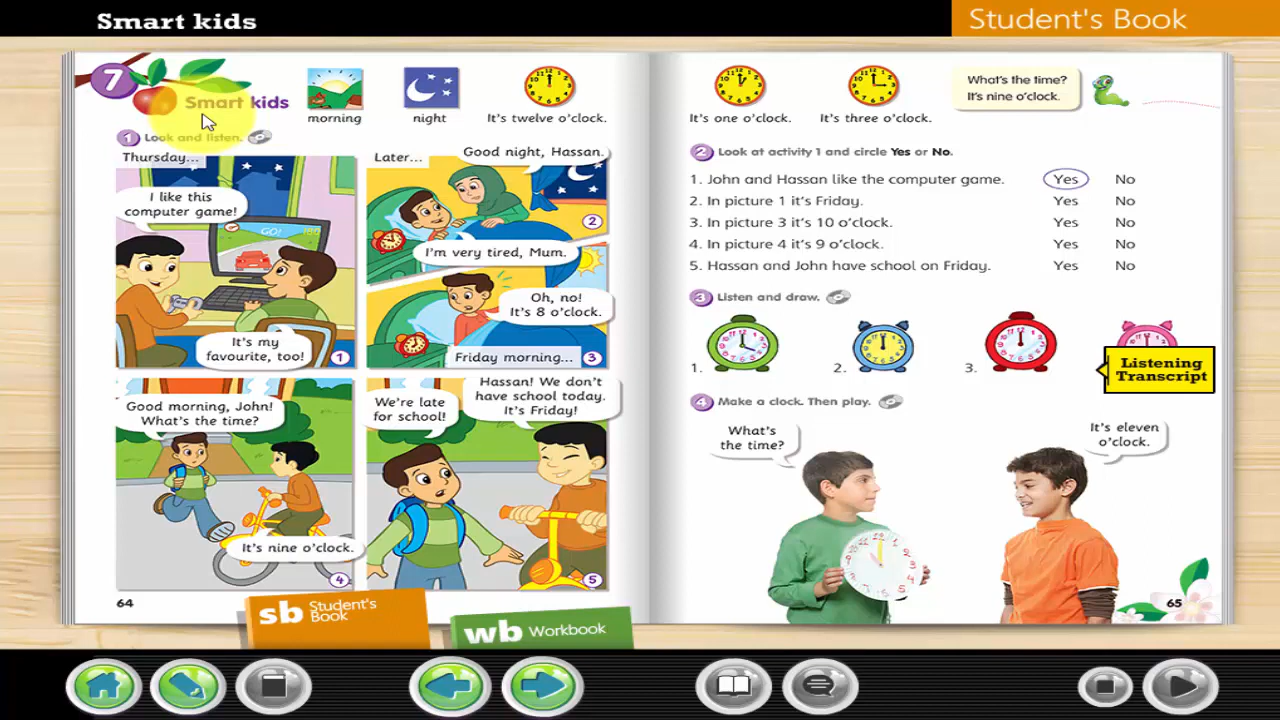 Smart kids
Student's Book
7
Smart kids
morning
night
It's twelve o'clock.
1 Look and listen.
Thursday...
I like this
computer game!
GO!
It's my
favourite, too!
1
Later...
Good night, Hassan.
2
I'm very tired, Mum.
Oh, no!
It's 8 o'clock.
Friday morning...
3
Good morning, John!
What's the time?
It's nine o'clock.
4
We're late
for school!
Hassan! We don't
have school today.
It's Friday!
5
64
It's one o'clock.
It's three o'clock.
What's the time?
It's nine o'clock.
2 Look at activity 1 and circle Yes or No.
1. John and Hassan like the computer game. Yes No
2. In picture 1 it's Friday. Yes No
3. In picture 3 it's 10 o'clock. Yes No
4. In picture 4 it's 9 o'clock. Yes No
5. Hassan and John have school on Friday. Yes No
3 Listen and draw.
1.
2.
3.
Listening
Transcript
4 Make a clock. Then play.
What's
the time?
It's eleven
o'clock.
65
sb Student's
Book
wb Workbook